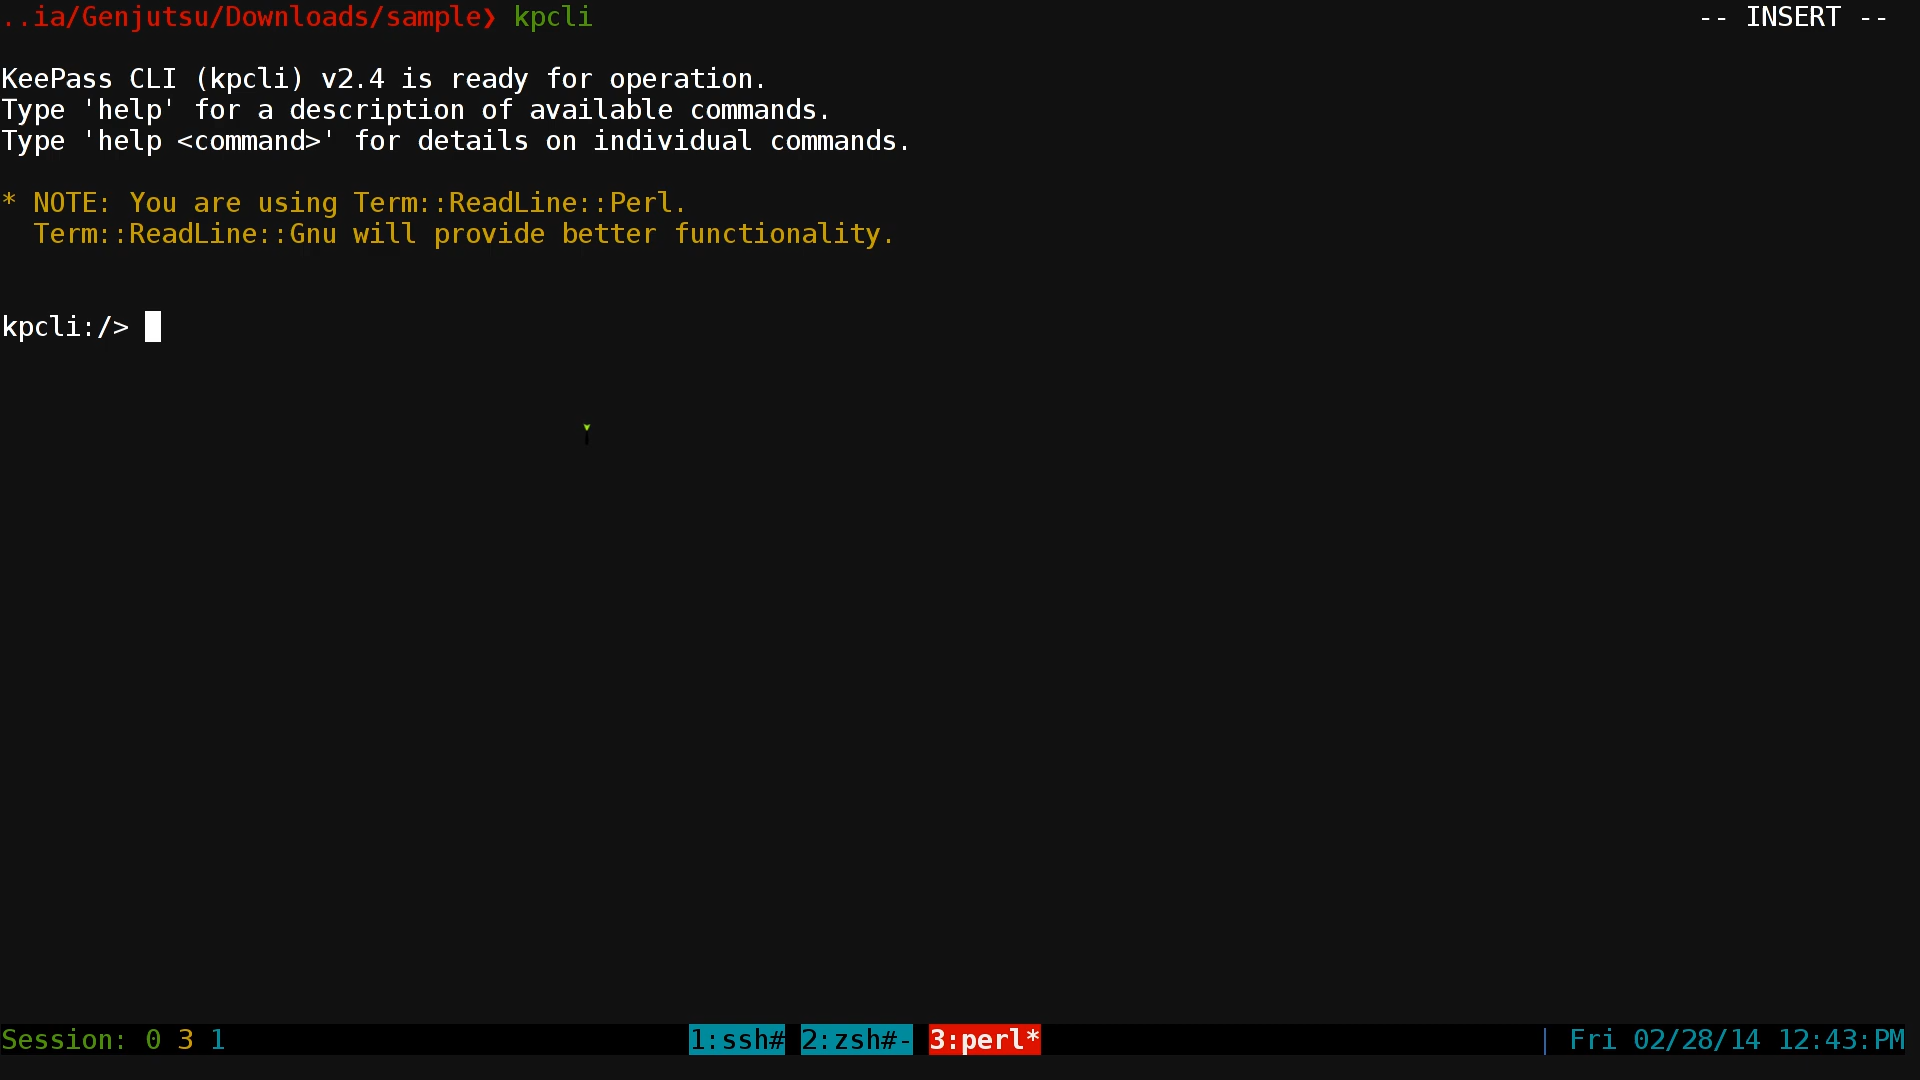 ..ia/Genjutsu/Downloads/sample❯ kpcli -- INSERT --
KeePass CLI (kpcli) v2.4 is ready for operation.
Type 'help' for a description of available commands.
Type 'help <command>' for details on individual commands.
* NOTE: You are using Term::ReadLine::Perl.
Term::ReadLine::Gnu will provide better functionality.
kpcli:/>
Session: 0 3 1 1:ssh# 2:zsh#- 3:perl* | Fri 02/28/14 12:43:PM